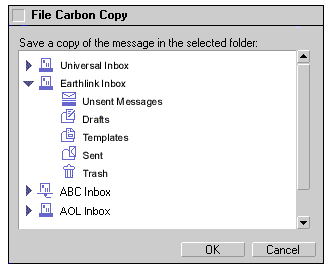 File Carbon Copy
Save a copy of the message in the selected folder:
Universal Inbox
Earthlink Inbox
Unsent Messages
Drafts
Templates
Sent
Trash
ABC Inbox
AOL Inbox
OK Cancel